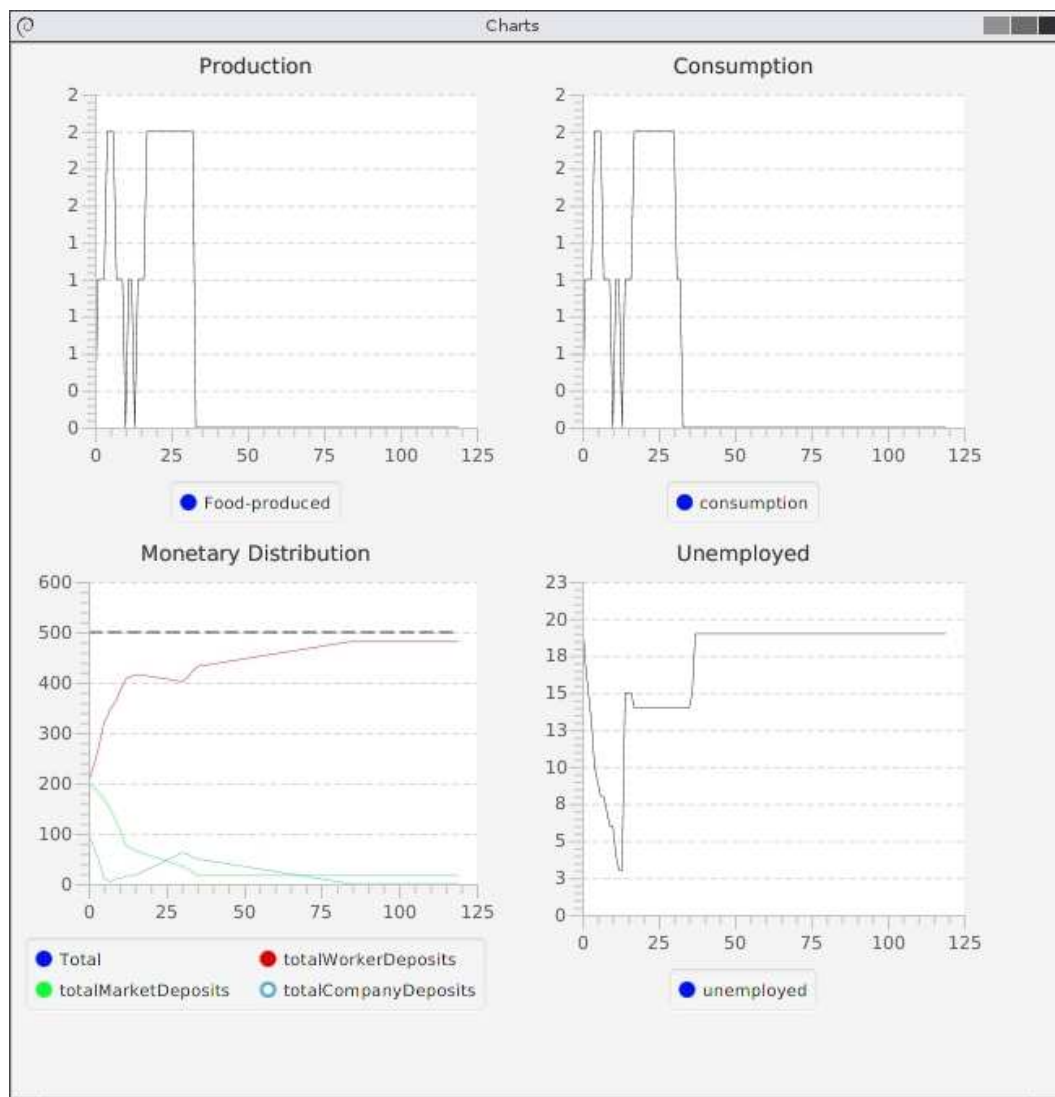 Charts
Production
2
2
2
2
1
1
1
1
0
0
0 25 50 75 100 125
Food-produced
Consumption
2
2
2
2
1
1
1
1
0
0
0 25 50 75 100 125
consumption
Monetary Distribution
600
500
400
300
200
100
0
0 25 50 75 100 125
Total totalWorkerDeposits
totalMarketDeposits totalCompanyDeposits
Unemployed
23
20
18
15
13
10
8
5
3
0
0 25 50 75 100 125
unemployed